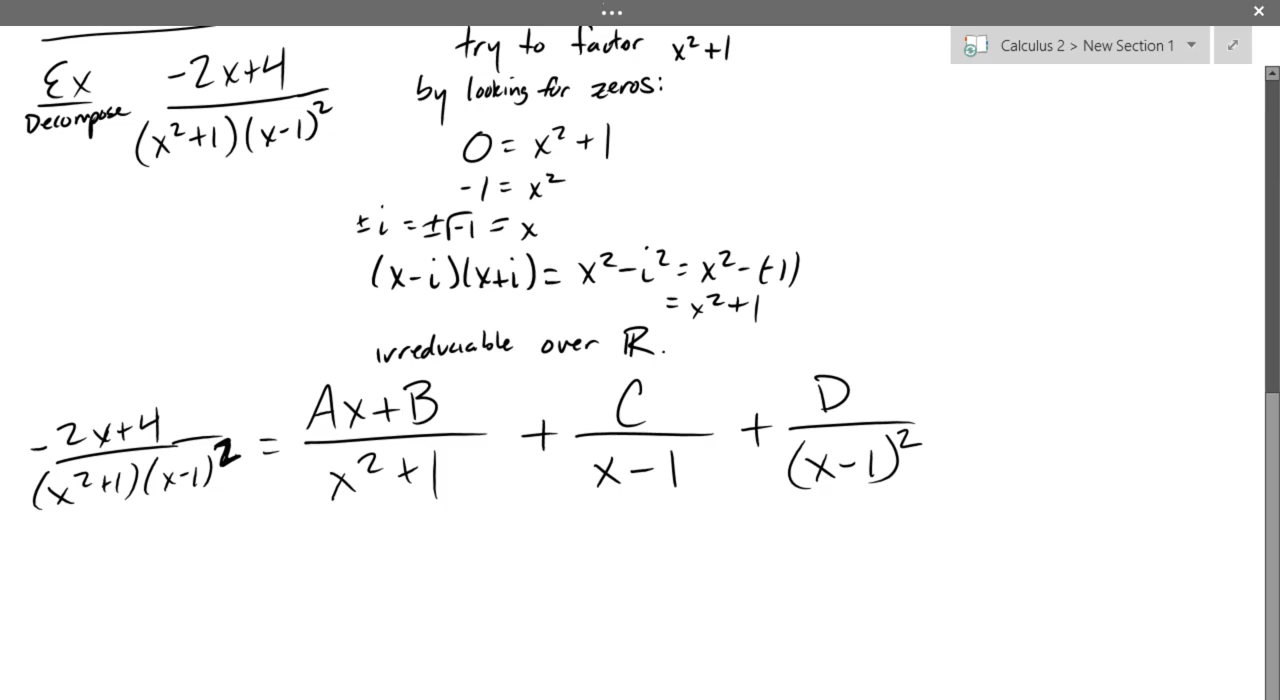 Calculus 2 > New Section 1
Ex
Decompose
-2x+4
(x²+1)(x-1)²
try to factor x²+1
by looking for zeros:
0 = x² + 1
-1 = x²
±i = ±√-1 = x
(x-i)(x+i) = x² - i² = x² - (-1)
= x²+1
irreduciable over ℝ.
-2x+4 / (x²+1)(x-1)² = Ax+B / x²+1 + C / x-1 + D / (x-1)²